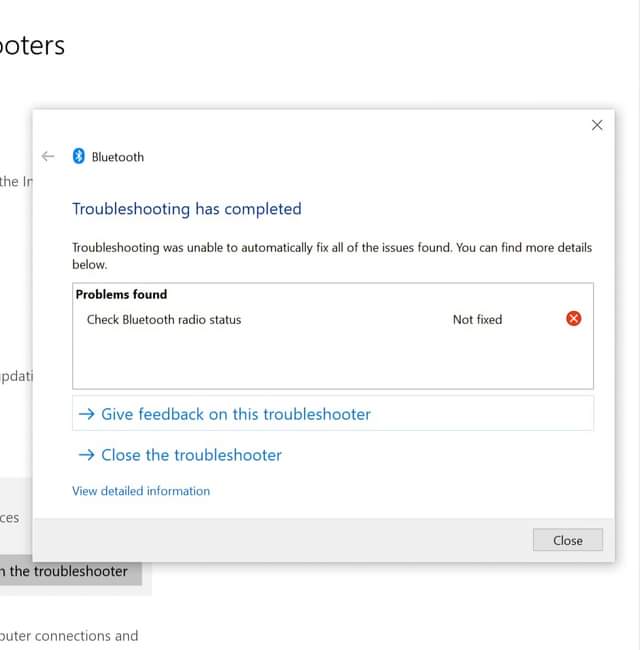 ooters
Bluetooth
the In
Troubleshooting has completed
Troubleshooting was unable to automatically fix all of the issues found. You can find more details
below.
Problems found
Check Bluetooth radio status Not fixed
updati
Give feedback on this troubleshooter
Close the troubleshooter
View detailed information
ces
Close
n the troubleshooter
puter connections and